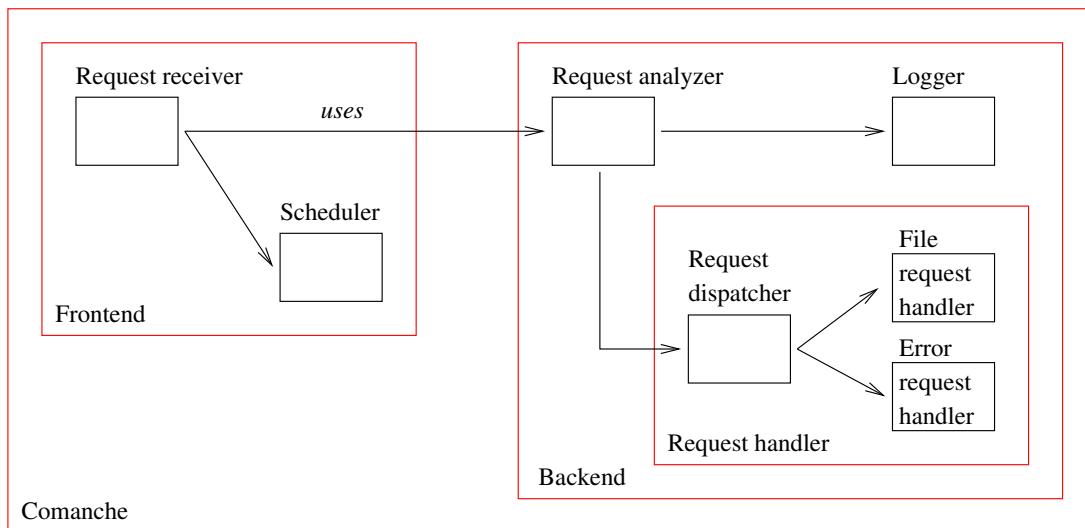 Request receiver
uses
Scheduler
Frontend
Request analyzer
Logger
Request
dispatcher
File
request
handler
Error
request
handler
Request handler
Backend
Comanche